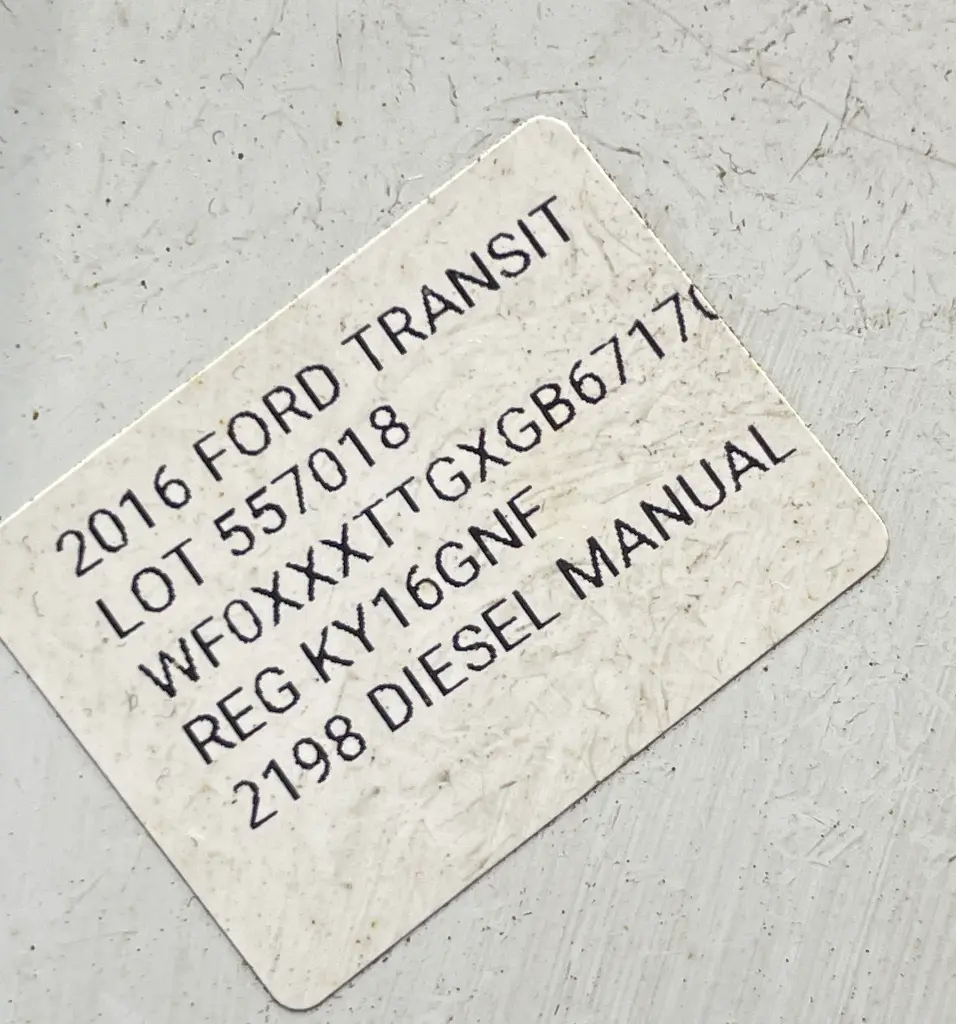 2016 FORD TRANSIT
LOT 557018
WF0XXXTTGXGB6717
REG KY16GNF
2198 DIESEL MANUAL